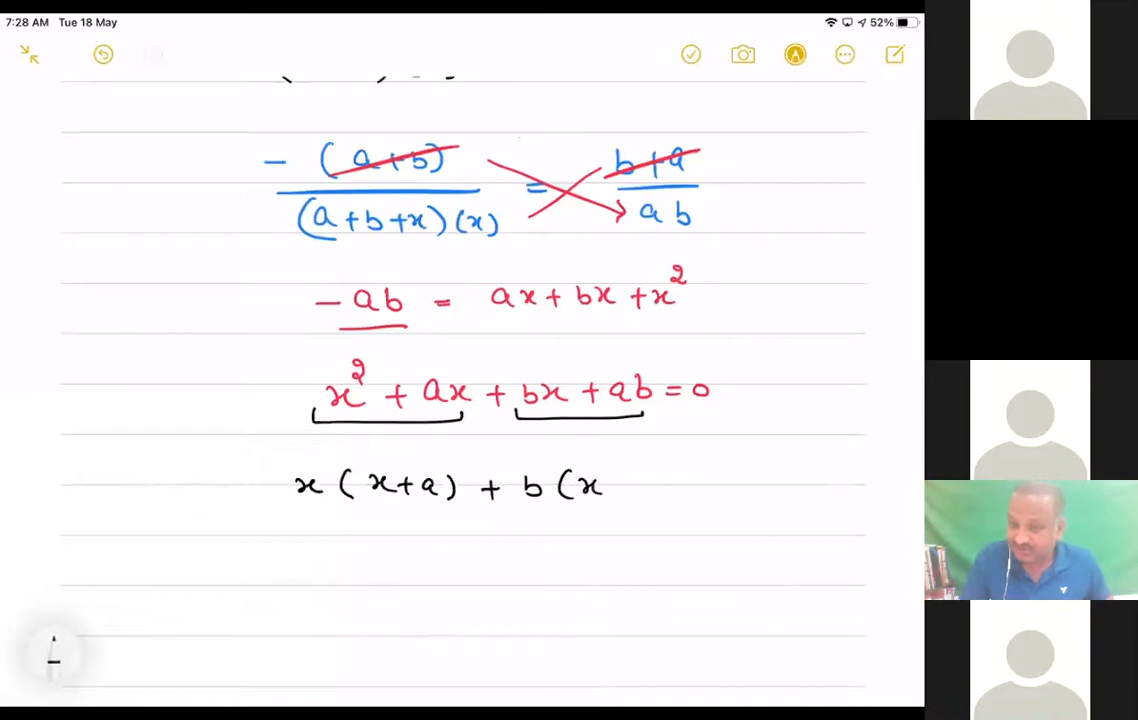 7:28 AM Tue 18 May 52%
- (a+b) / (a+b+x)(x) = b+a / ab
-ab = ax + bx + x²
x² + ax + bx + ab = 0
x (x+a) + b (x